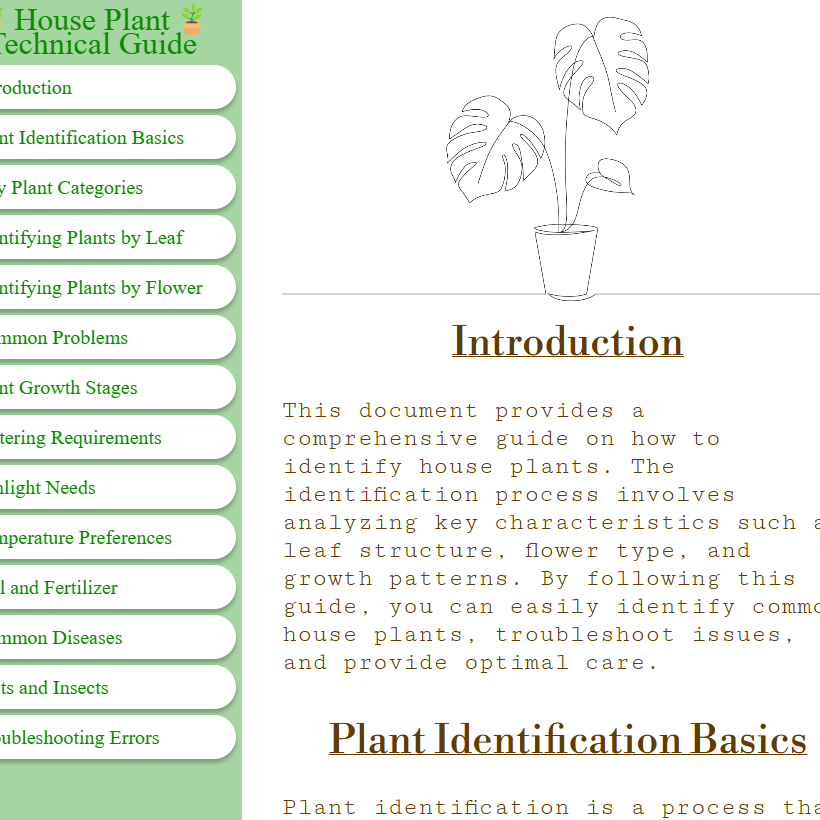 🪴 House Plant 🪴
Technical Guide
roduction
nt Identification Basics
y Plant Categories
ntifying Plants by Leaf
ntifying Plants by Flower
mmon Problems
nt Growth Stages
tering Requirements
nlight Needs
mperature Preferences
l and Fertilizer
mmon Diseases
ts and Insects
oubleshooting Errors
Introduction
This document provides a
comprehensive guide on how to
identify house plants. The
identification process involves
analyzing key characteristics such a
leaf structure, flower type, and
growth patterns. By following this
guide, you can easily identify commo
house plants, troubleshoot issues,
and provide optimal care.
Plant Identification Basics
Plant identification is a process tha